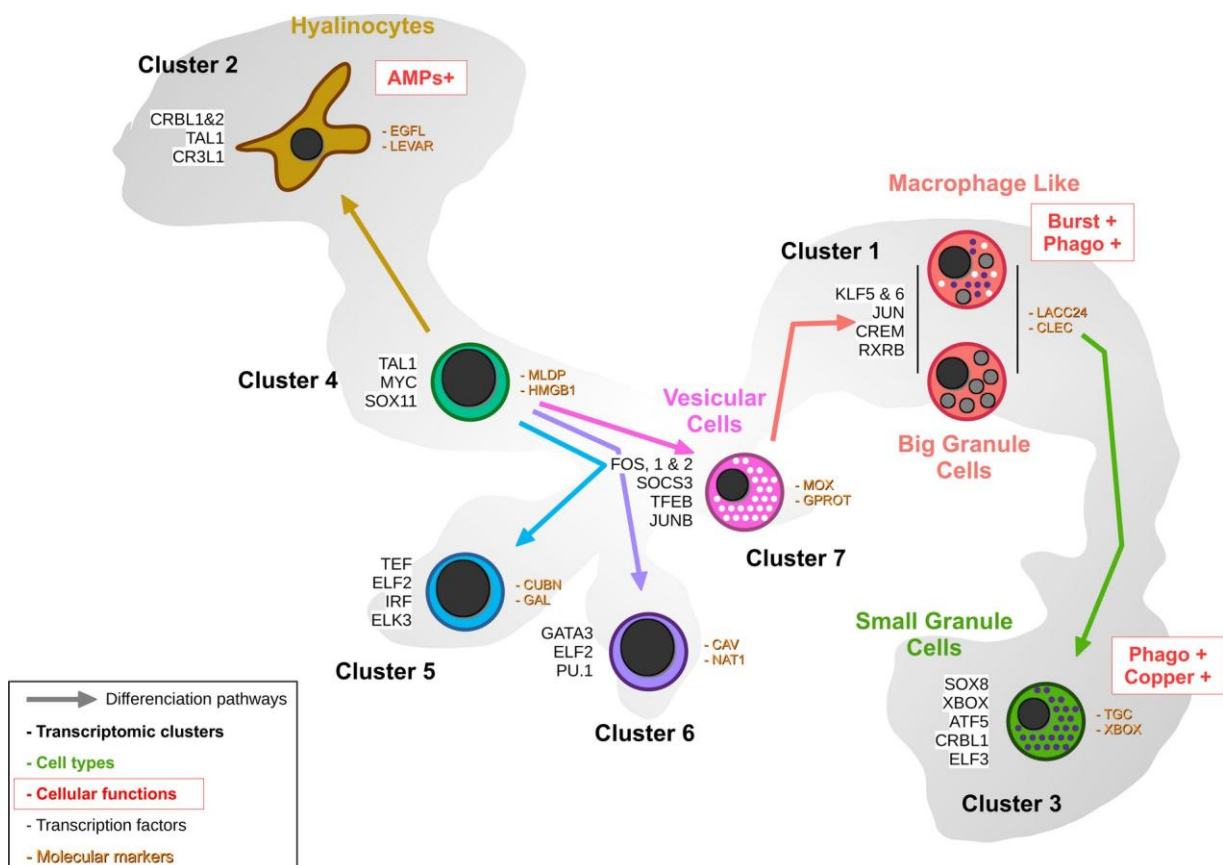 Hyalinocytes
Cluster 2
AMPs+
CRBL1&2
TAL1
CR3L1
- EGFL
- LEVAR
Macrophage Like
Burst +
Phago +
Cluster 1
KLF5 & 6
JUN
CREM
RXRB
- LACC24
- CLEC
Big Granule
Cells
Cluster 4
TAL1
MYC
SOX11
- MLDP
- HMGB1
Vesicular
Cells
FOS, 1 & 2
SOCS3
TFEB
JUNB
- MOX
- GPROT
Cluster 7
TEF
ELF2
IRF
ELK3
- CUBN
- GAL
Cluster 5
GATA3
ELF2
PU.1
- CAV
- NAT1
Cluster 6
Small Granule
Cells
Phago +
Copper +
SOX8
XBOX
ATF5
CRBL1
ELF3
- TGC
- XBOX
Cluster 3
Differenciation pathways
- Transcriptomic clusters
- Cell types
- Cellular functions
- Transcription factors
- Molecular markers